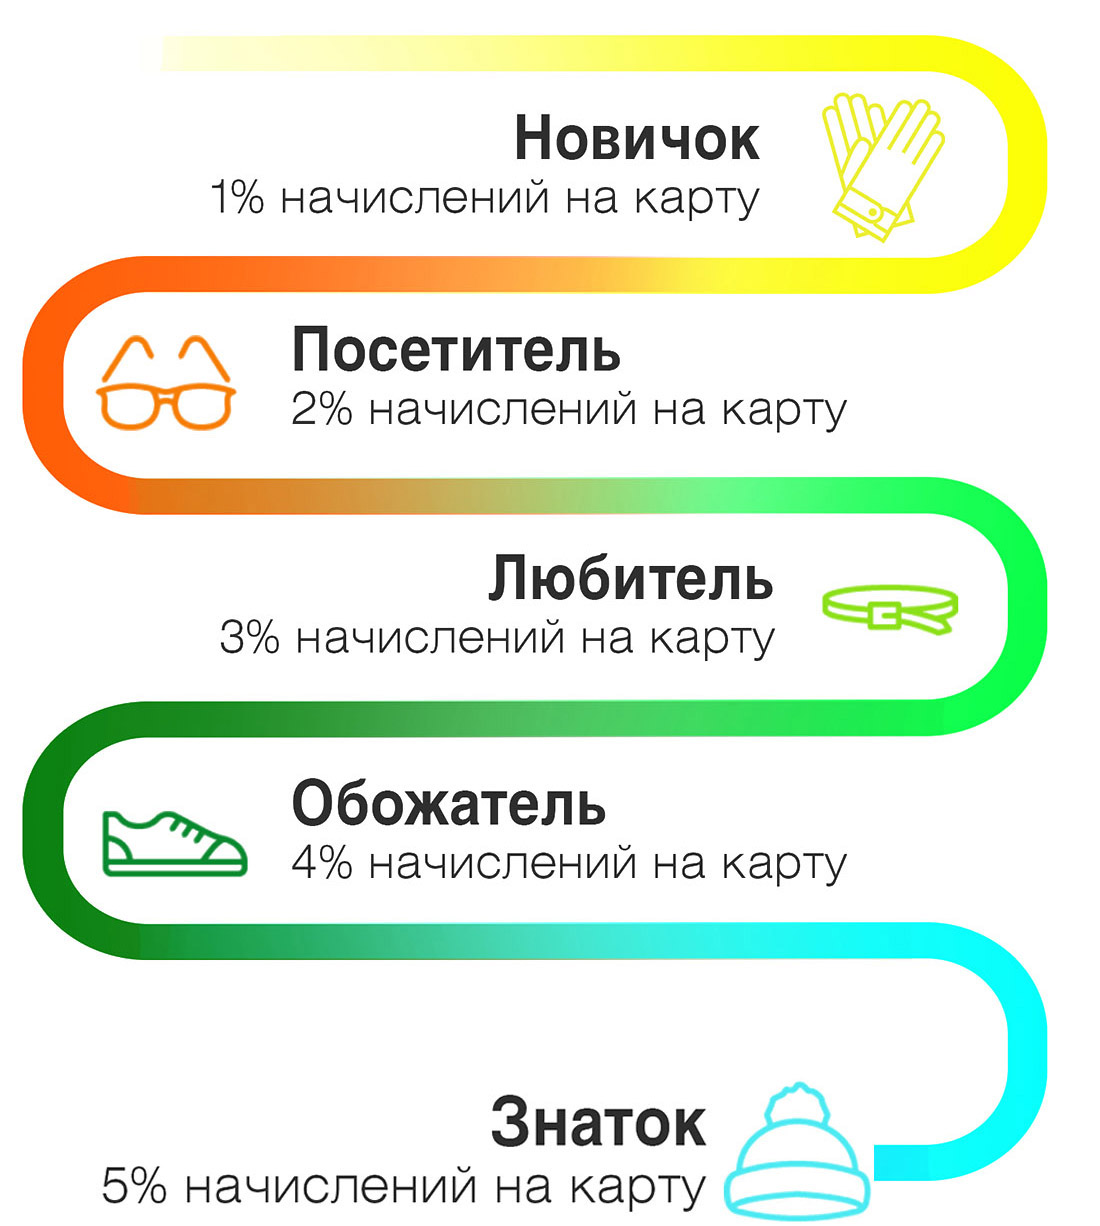 Новичок
1% начислений на карту
Посетитель
2% начислений на карту
Любитель
3% начислений на карту
Обожатель
4% начислений на карту
Знаток
5% начислений на карту